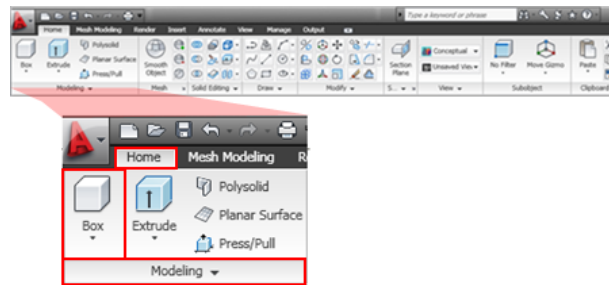 Type a keyword or phrase
Home Mesh Modeling Render Insert Annotate View Manage Output
Box Extrude Polysolid Planar Surface Press/Pull Smooth Object Section Plane Conceptual Unsaved View No Filter Move Gizmo Paste
Modeling Mesh Solid Editing Draw Modify S... View Subobject Clipboard
Home Mesh Modeling R
Polysolid
Planar Surface
Box Extrude
Press/Pull
Modeling